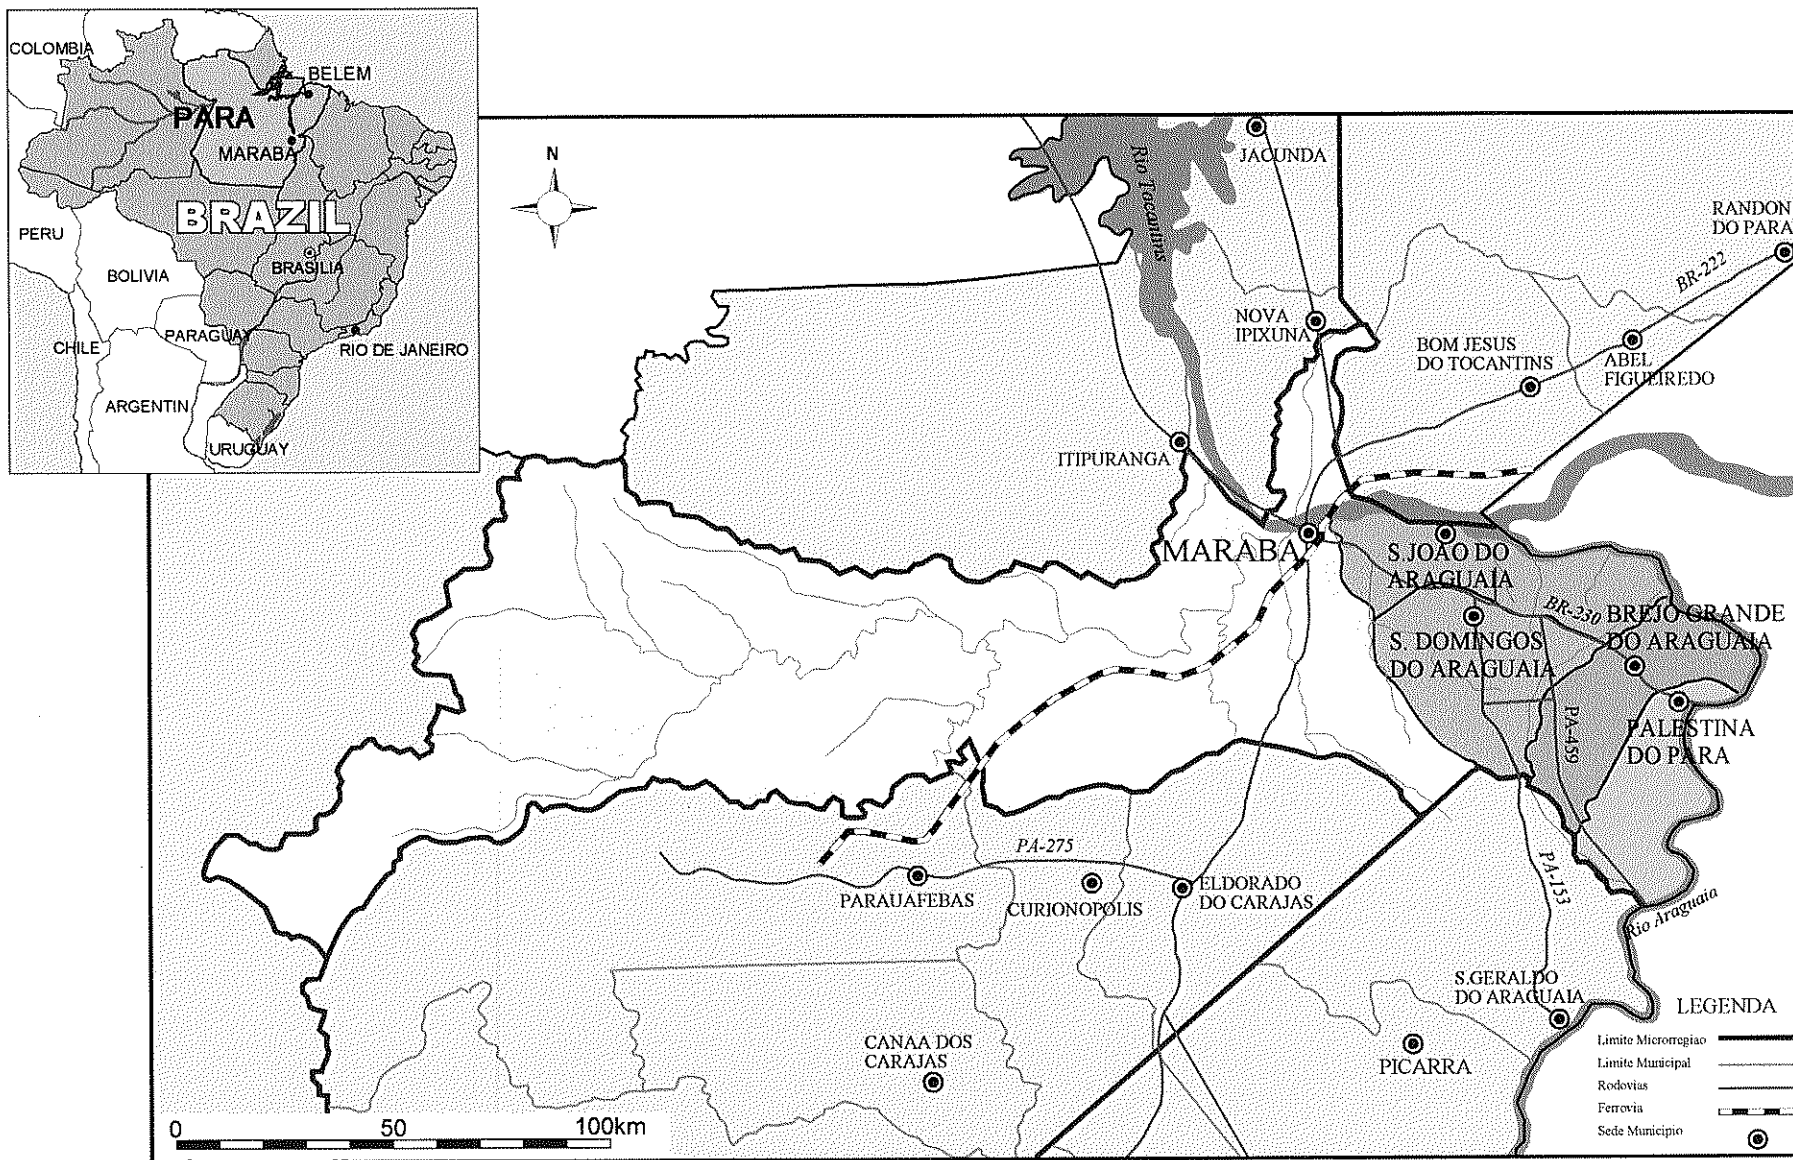 COLOMBIA
BELEM
PARA
MARABA
BRAZIL
PERU
BRASILIA
BOLIVIA
PARAGUAY
CHILE
RIO DE JANEIRO
ARGENTIN
URUGUAY
N
Rio Tocantins
JACUNDA
RANDON
DO PARA
BR-222
NOVA
IPIXUNA
BOM JESUS
DO TOCANTINS
ABEL
FIGUEIREDO
ITIPURANGA
MARABA
S.JOÃO DO
ARAGUAIA
BR-230
BREJO GRANDE
DO ARAGUAIA
S. DOMINGOS
DO ARAGUAIA
PA-459
PALESTINA
DO PARA
PA-275
PARAUAFEBAS
CURIONOPOLIS
ELDORADO
DO CARAJAS
PA-153
Rio Araguaia
S.GERALDO
DO ARAGUAIA
CANAA DOS
CARAJAS
PICARRA
LEGENDA
Limite Microrregiao
Limite Municipal
Rodovias
Ferrovia
Sede Municipio
0 50 100km